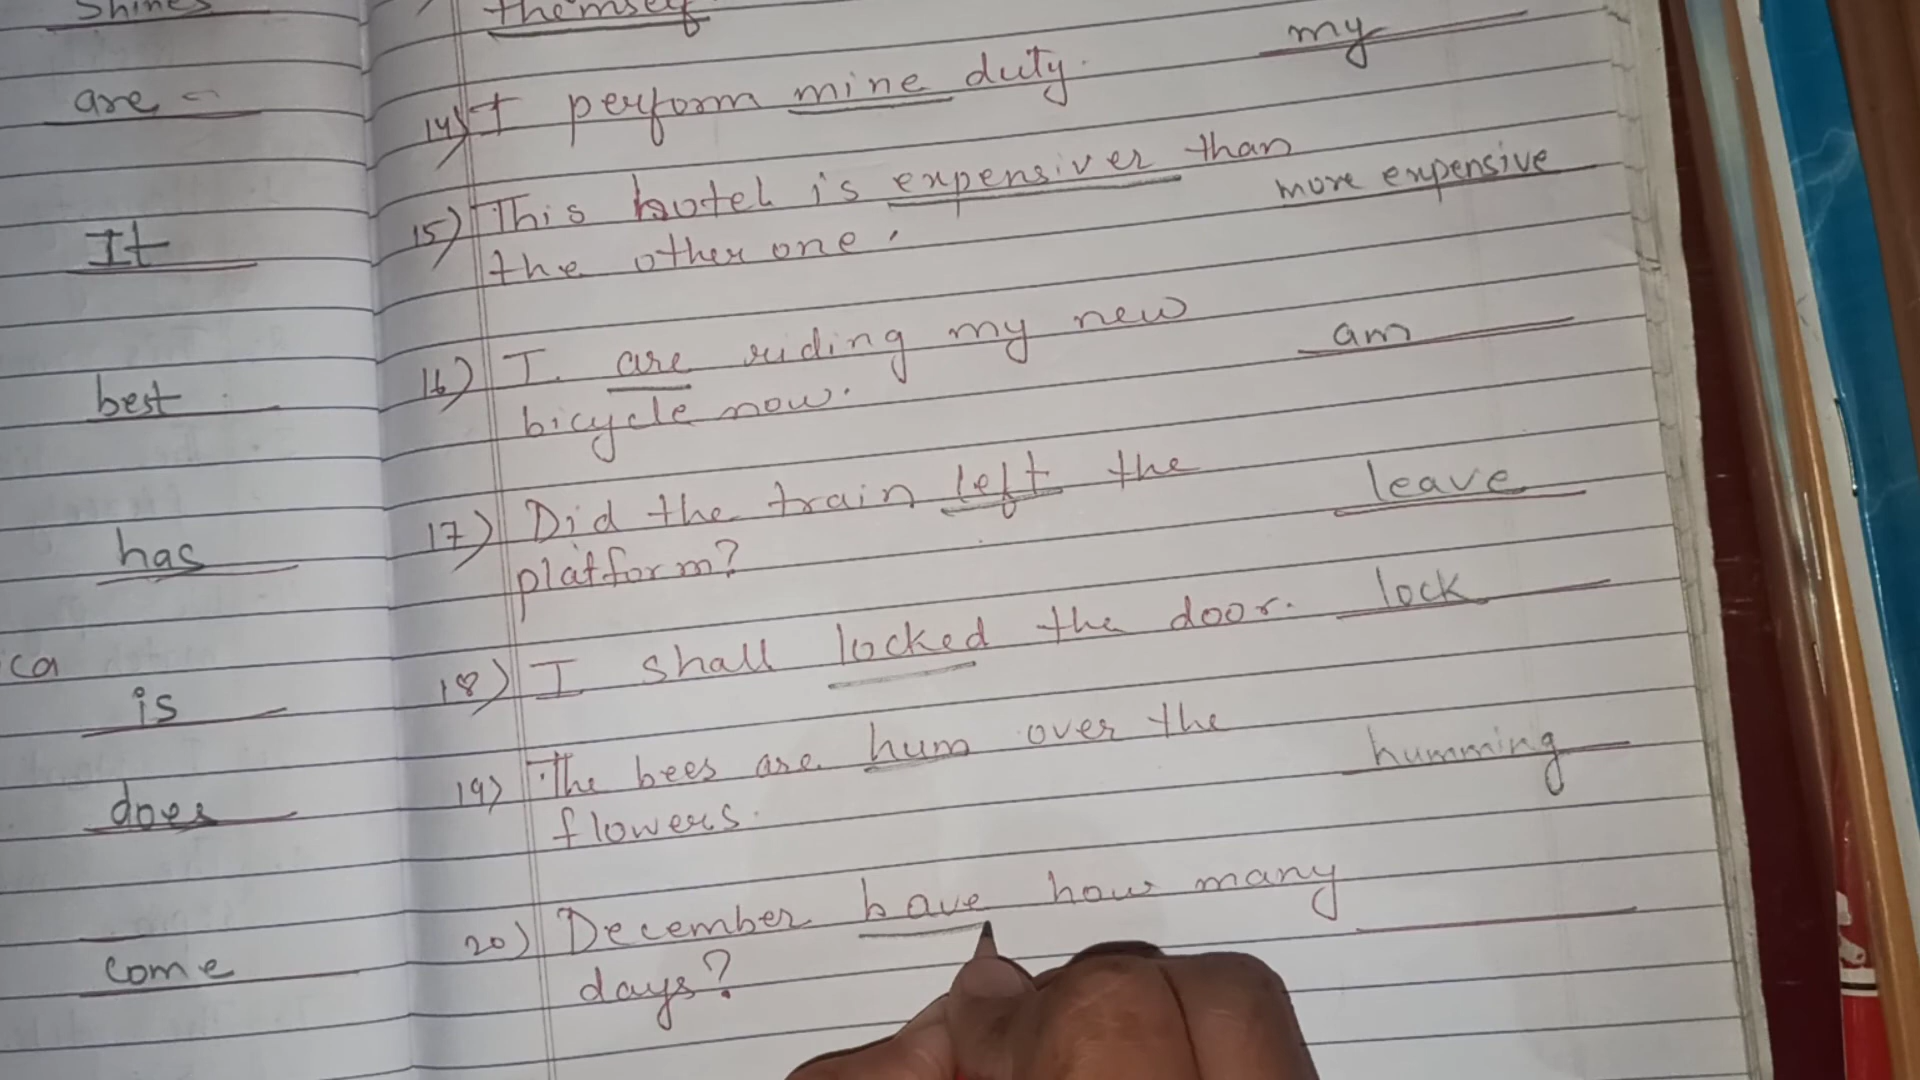 shines
are
It
best
has
ca
is
does
come
themself
14) I perform mine duty. my
15) This hotel is expensiver than more expensive
the other one.
16) I are riding my new am
bicycle now.
17) Did the train left the leave
platform?
18) I shall locked the door. lock
19) The bees are hum over the humming
flowers.
20) December have how many
days?